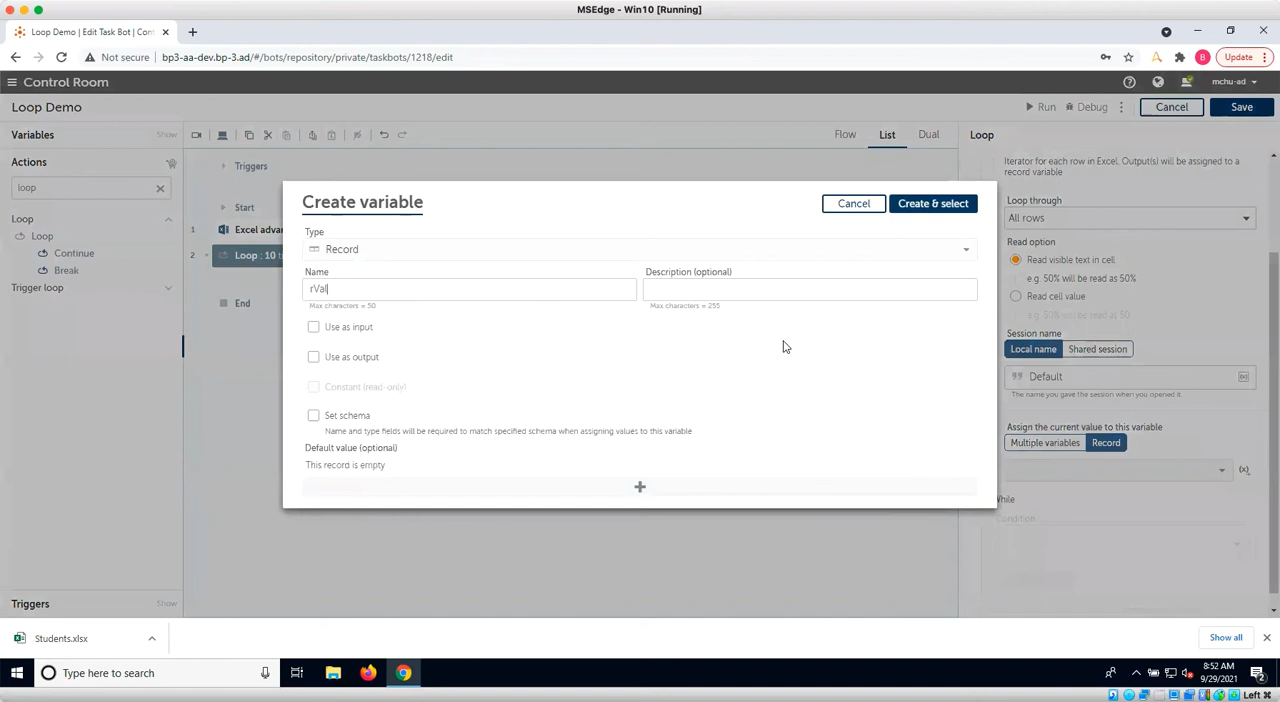 MSEdge - Win10 [Running]
Loop Demo | Edit Task Bot | Con
Not secure
bp3-aa-dev.bp-3.ad/#/bots/repository/private/taskbots/1218/edit
B
Update
Control Room
mchu-ad
Loop Demo
Run
Debug
Cancel
Save
Variables
Show
Flow
List
Dual
Loop
Actions
loop
Loop
Loop
Continue
Break
Trigger loop
Triggers
Start
1
Excel adva
2
Loop : 10
End
Create variable
Cancel
Create & select
Type
Record
Name
Description (optional)
rVal
Max characters = 50
Max characters = 255
Use as input
Use as output
Constant (read-only)
Set schema
Name and type fields will be required to match specified schema when assigning values to this variable
Default value (optional)
This record is empty
Iterator for each row in Excel. Output(s) will be assigned to a
record variable
Loop through
All rows
Read option
Read visible text in cell
e.g. 50% will be read as 50%
Read cell value
e.g. 50% will be read at 50
Session name
Local name
Shared session
Default
The name you gave the session when you opened it.
Assign the current value to this variable
Multiple variables
Record
(x)
While
Condition
Triggers
Show
Students.xlsx
Show all
Type here to search
8:52 AM
9/29/2021
2
Left ⌘